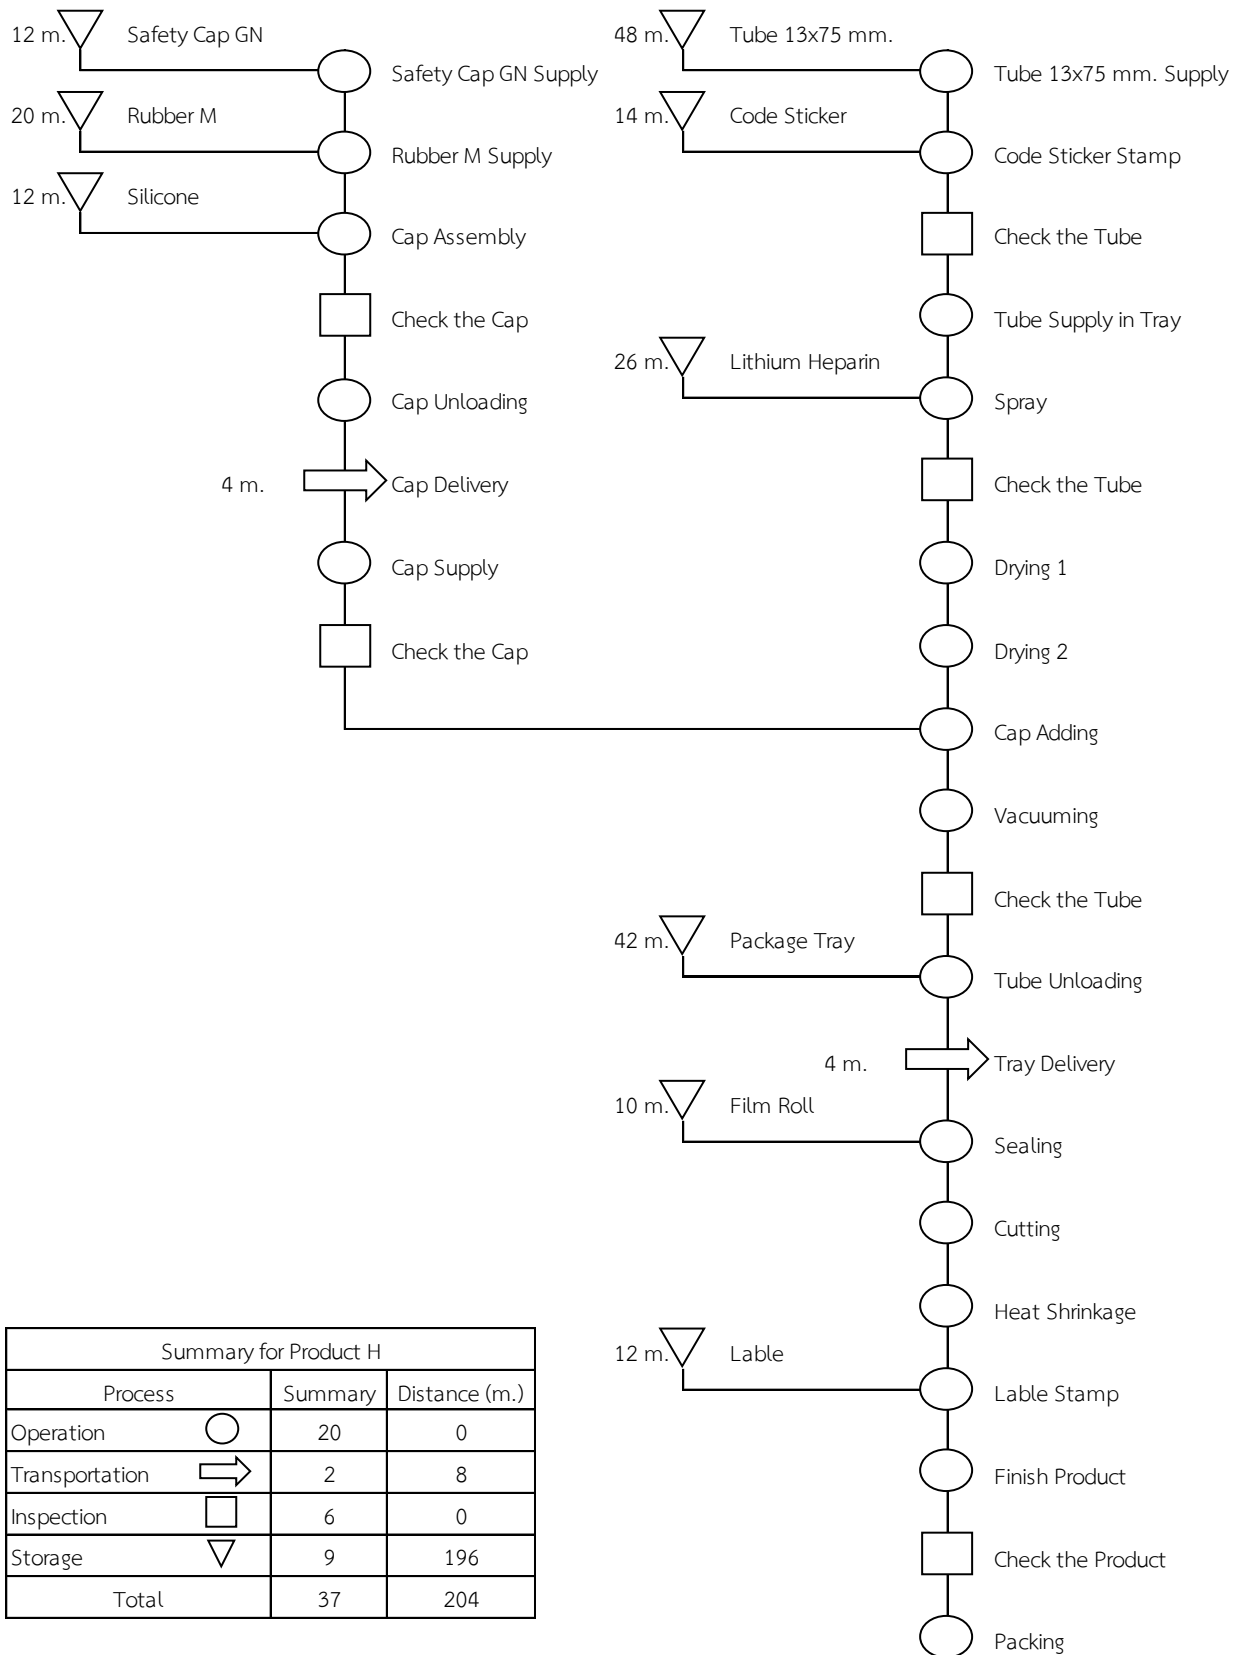 12 m. Safety Cap GN
Safety Cap GN Supply
20 m. Rubber M
Rubber M Supply
12 m. Silicone
Cap Assembly
Check the Cap
Cap Unloading
4 m. Cap Delivery
Cap Supply
Check the Cap
48 m. Tube 13x75 mm.
Tube 13x75 mm. Supply
14 m. Code Sticker
Code Sticker Stamp
Check the Tube
Tube Supply in Tray
26 m. Lithium Heparin
Spray
Check the Tube
Drying 1
Drying 2
Cap Adding
Vacuuming
Check the Tube
42 m. Package Tray
Tube Unloading
4 m. Tray Delivery
10 m. Film Roll
Sealing
Cutting
Heat Shrinkage
12 m. Lable
Lable Stamp
Finish Product
Check the Product
Packing
Summary for Product H
Process Summary Distance (m.)
Operation 20 0
Transportation 2 8
Inspection 6 0
Storage 9 196
Total 37 204